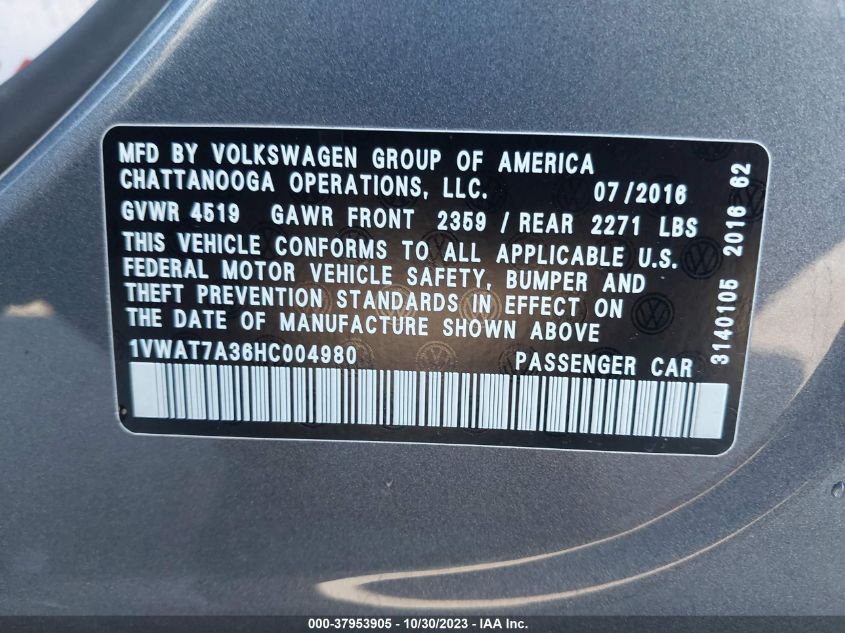 MFD BY VOLKSWAGEN GROUP OF AMERICA
CHATTANOOGA OPERATIONS, LLC. 07/2016
GVWR 4519 GAWR FRONT 2359 / REAR 2271 LBS
THIS VEHICLE CONFORMS TO ALL APPLICABLE U.S.
FEDERAL MOTOR VEHICLE SAFETY, BUMPER AND
THEFT PREVENTION STANDARDS IN EFFECT ON
THE DATE OF MANUFACTURE SHOWN ABOVE
1VWAT7A36HC004980 PASSENGER CAR
3140105 2016 62
000-37953905 - 10/30/2023 - IAAI.com